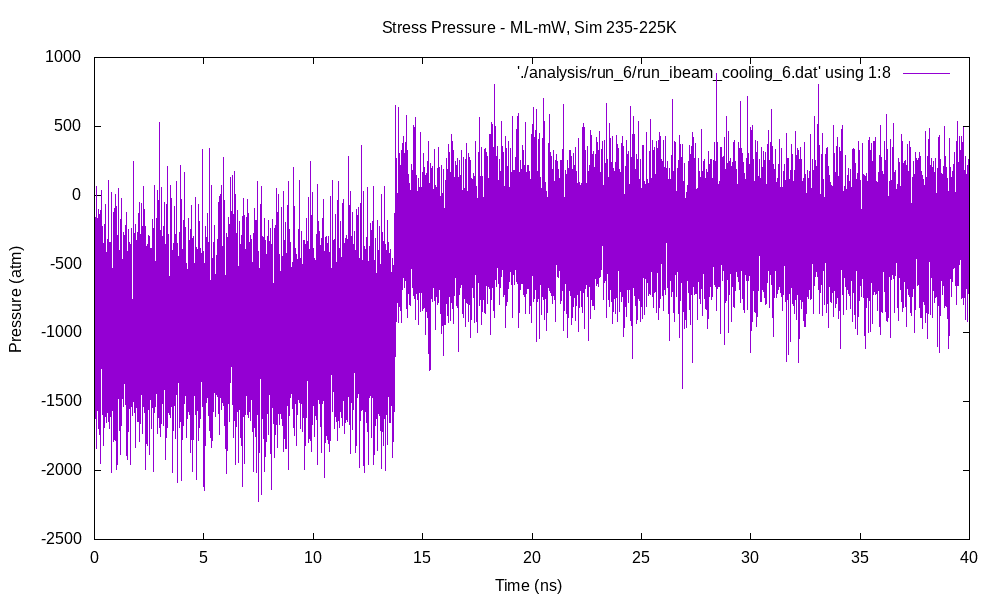 Stress Pressure - ML-mW, Sim 235-225K
'./analysis/run_6/run_ibeam_cooling_6.dat' using 1:8
1000
500
0
-500
-1000
-1500
-2000
-2500
Pressure (atm)
0 5 10 15 20 25 30 35 40
Time (ns)